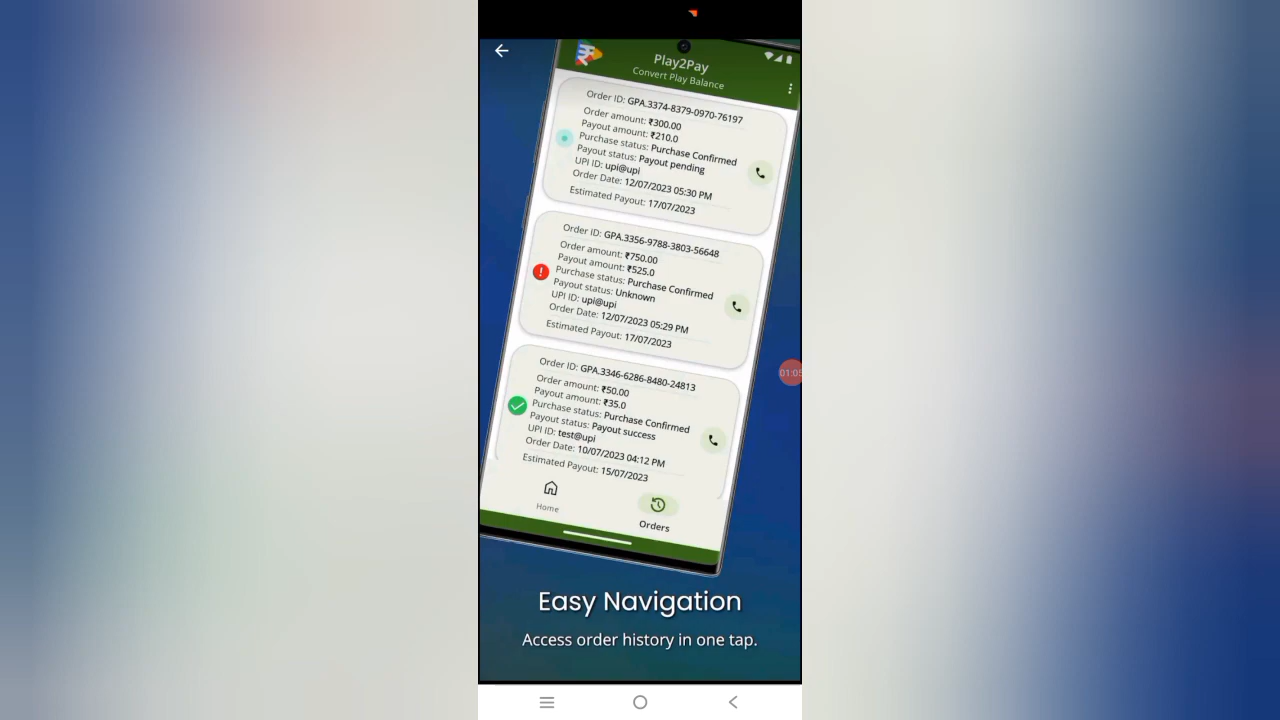 Play2Pay
Convert Play Balance
Order ID: GPA.3374-8379-0970-76197
Order amount: ₹300.00
Payout amount: ₹210.0
Purchase status: Purchase Confirmed
Payout status: Payout pending
UPI ID: upi@upi
Order Date: 12/07/2023 05:30 PM
Estimated Payout: 17/07/2023
Order ID: GPA.3356-9788-3803-56648
Order amount: ₹750.00
Payout amount: ₹525.0
Purchase status: Purchase Confirmed
Payout status: Unknown
UPI ID: upi@upi
Order Date: 12/07/2023 05:29 PM
Estimated Payout: 17/07/2023
01:05
Order ID: GPA.3346-6286-8480-24813
Order amount: ₹50.00
Payout amount: ₹35.0
Purchase status: Purchase Confirmed
Payout status: Payout success
UPI ID: test@upi
Order Date: 10/07/2023 04:12 PM
Estimated Payout: 15/07/2023
Home
Orders
Easy Navigation
Access order history in one tap.